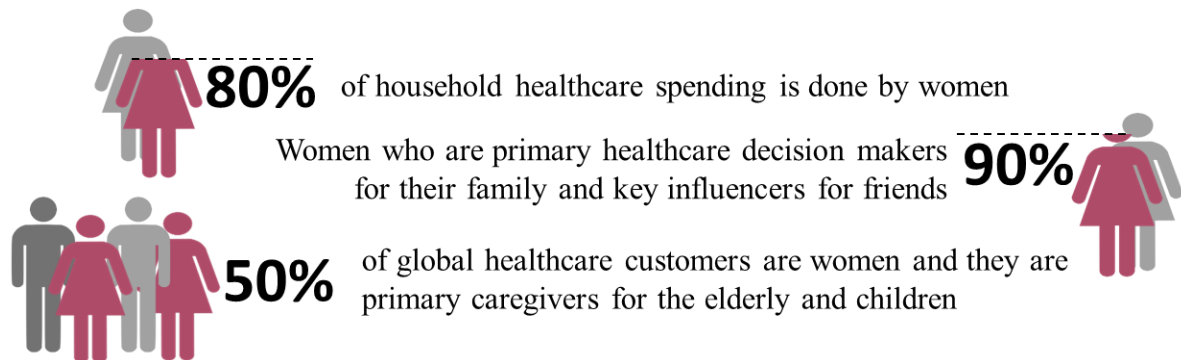 80% of household healthcare spending is done by women
Women who are primary healthcare decision makers 90%
for their family and key influencers for friends
50% of global healthcare customers are women and they are
primary caregivers for the elderly and children